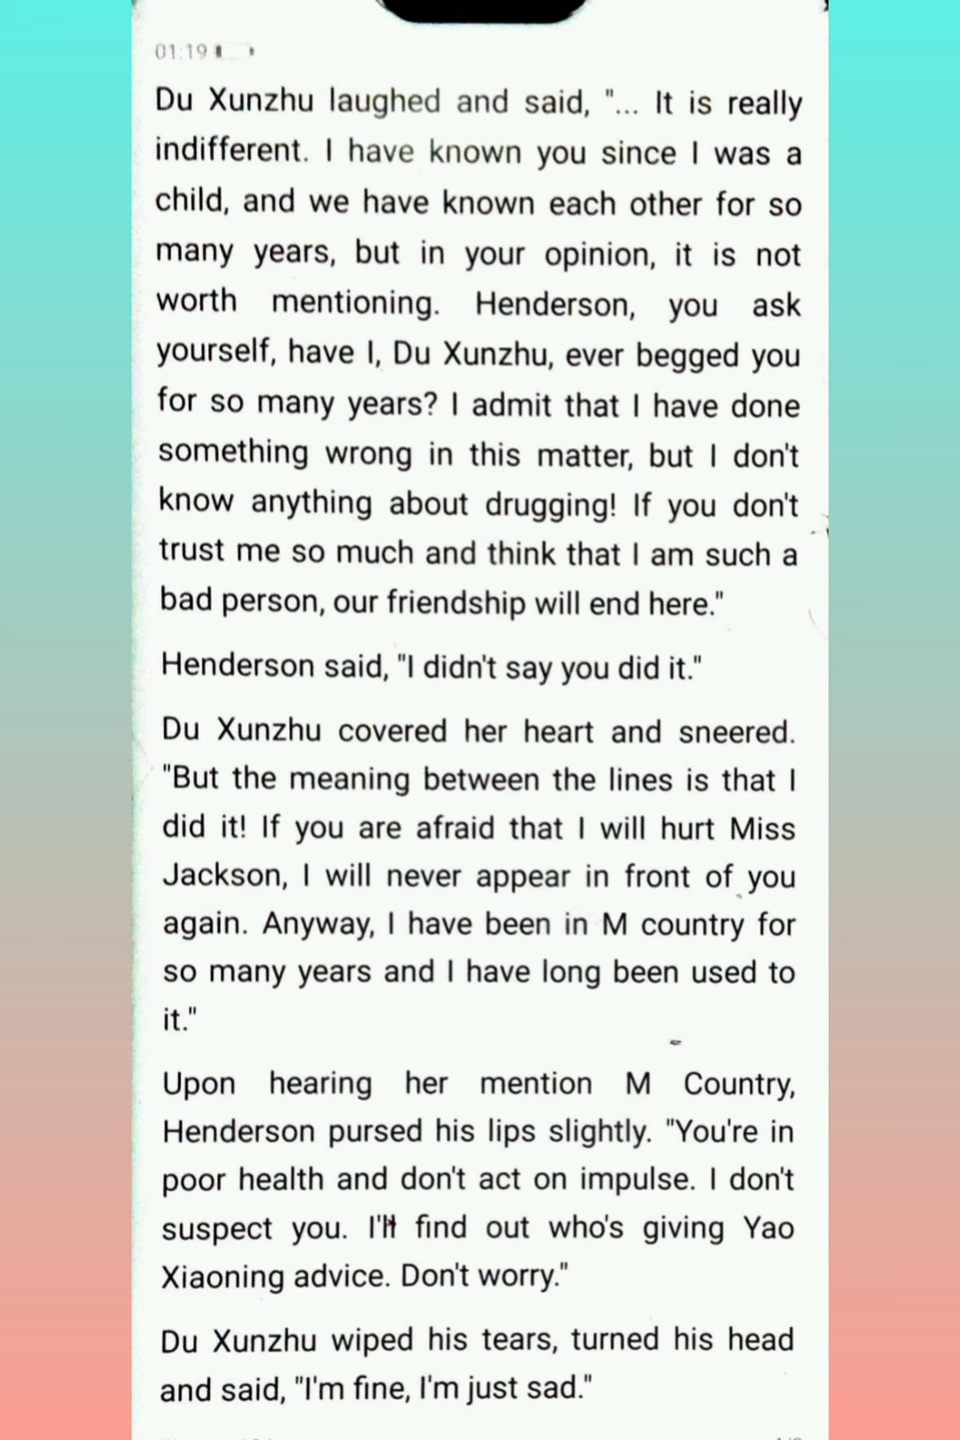 01:19
Du Xunzhu laughed and said, "... It is really
indifferent. I have known you since I was a
child, and we have known each other for so
many years, but in your opinion, it is not
worth mentioning. Henderson, you ask
yourself, have I, Du Xunzhu, ever begged you
for so many years? I admit that I have done
something wrong in this matter, but I don't
know anything about drugging! If you don't
trust me so much and think that I am such a
bad person, our friendship will end here."
Henderson said, "I didn't say you did it."
Du Xunzhu covered her heart and sneered.
"But the meaning between the lines is that I
did it! If you are afraid that I will hurt Miss
Jackson, I will never appear in front of you
again. Anyway, I have been in M country for
so many years and I have long been used to
it."
Upon hearing her mention M Country,
Henderson pursed his lips slightly. "You're in
poor health and don't act on impulse. I don't
suspect you. I'll find out who's giving Yao
Xiaoning advice. Don't worry."
Du Xunzhu wiped his tears, turned his head
and said, "I'm fine, I'm just sad."